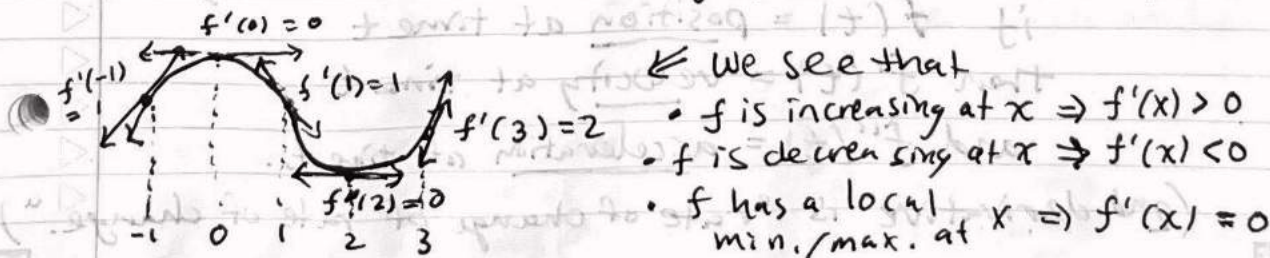 f'(0) = 0
f'(-1)
=
f'(1)=1
f'(3)=2
f'(2)=0
-1 0 1 2 3
⇙ we see that
• f is increasing at x ⇒ f'(x) > 0
• f is decreasing at x ⇒ f'(x) < 0
• f has a local
min./max. at x ⇒ f'(x) = 0